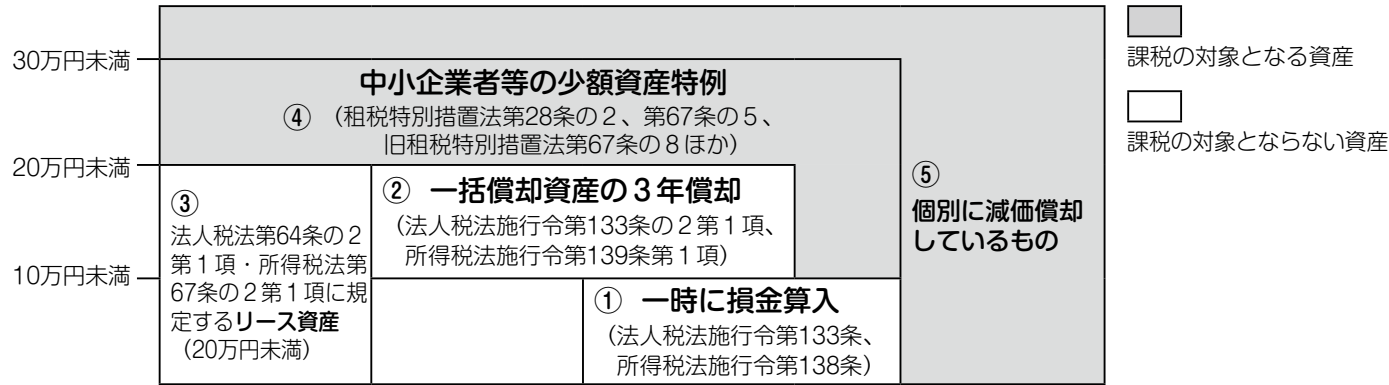 30万円未満
20万円未満
10万円未満
中小企業者等の少額資産特例
④ （租税特別措置法第28条の２、第67条の５、
旧租税特別措置法第67条の８ほか）
③
法人税法第64条の２
第１項・所得税法第
67条の２第１項に規
定するリース資産
（20万円未満）
② 一括償却資産の３年償却
（法人税法施行令第133条の２第１項、
所得税法施行令第139条第１項）
① 一時に損金算入
（法人税法施行令第133条、
所得税法施行令第138条）
⑤
個別に減価償却
しているもの
課税の対象となる資産
課税の対象とならない資産